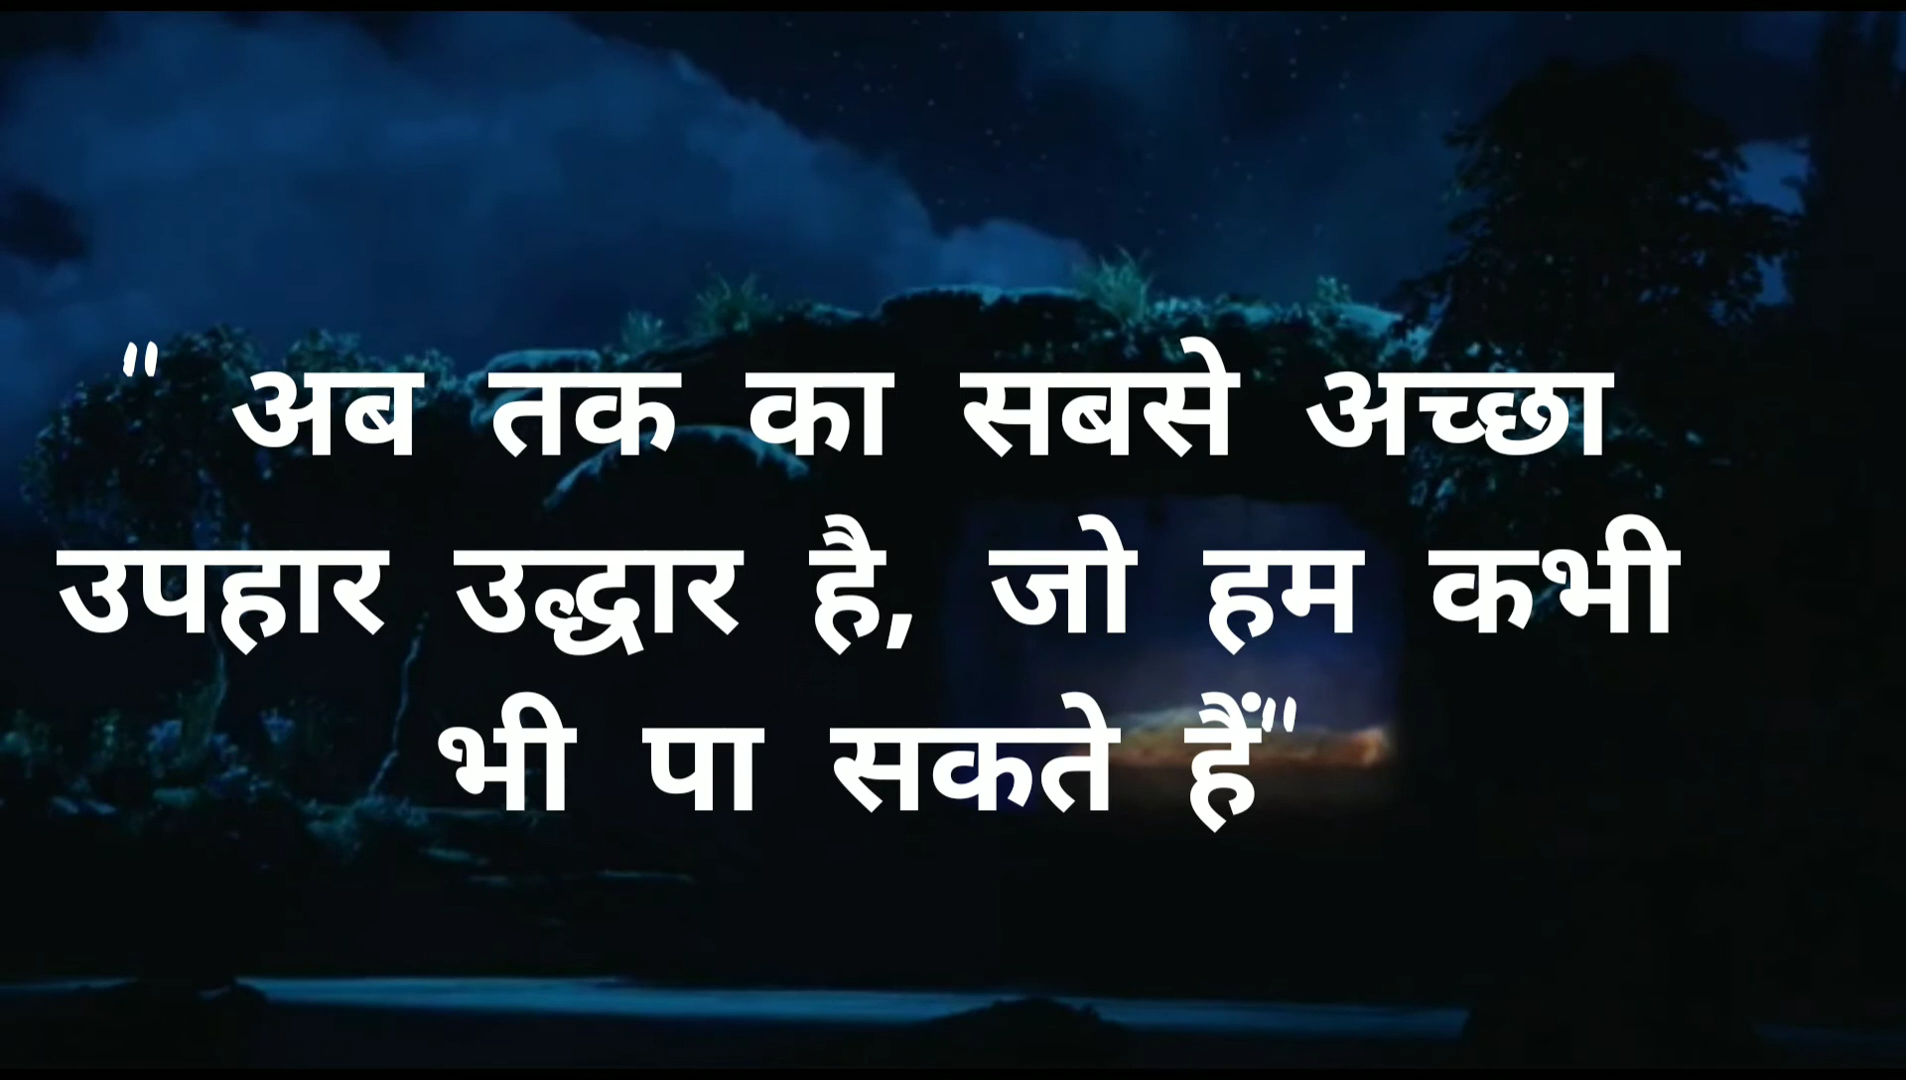 " अब तक का सबसे अच्छा
उपहार उद्धार है, जो हम कभी
भी पा सकते हैं"